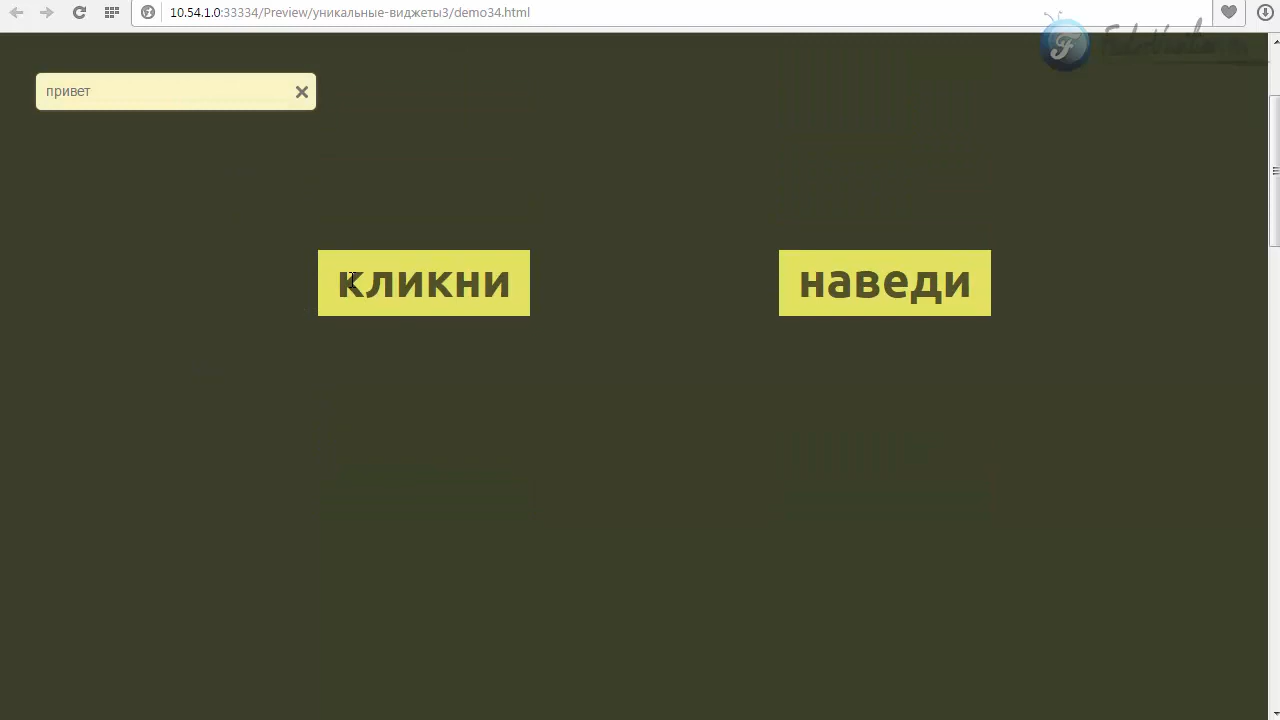 10.54.1.0:33334/Preview/уникальные-виджеты3/demo34.html
привет
кликни
наведи